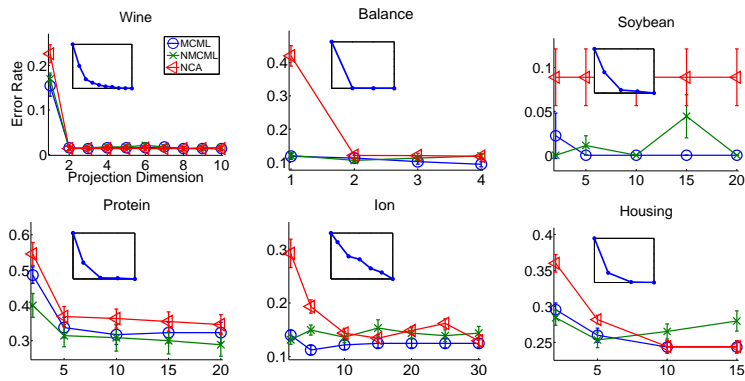 Wine
Balance
Soybean
MCML
NMCML
NCA
Error Rate
0.2
0.1
0
2 4 6 8 10
Projection Dimension
0.4
0.3
0.2
0.1
1 2 3 4
0.1
0.05
0
5 10 15 20
Protein
Ion
Housing
0.6
0.5
0.4
0.3
5 10 15 20
0.3
0.2
0.1
10 20 30
0.4
0.35
0.3
0.25
5 10 15